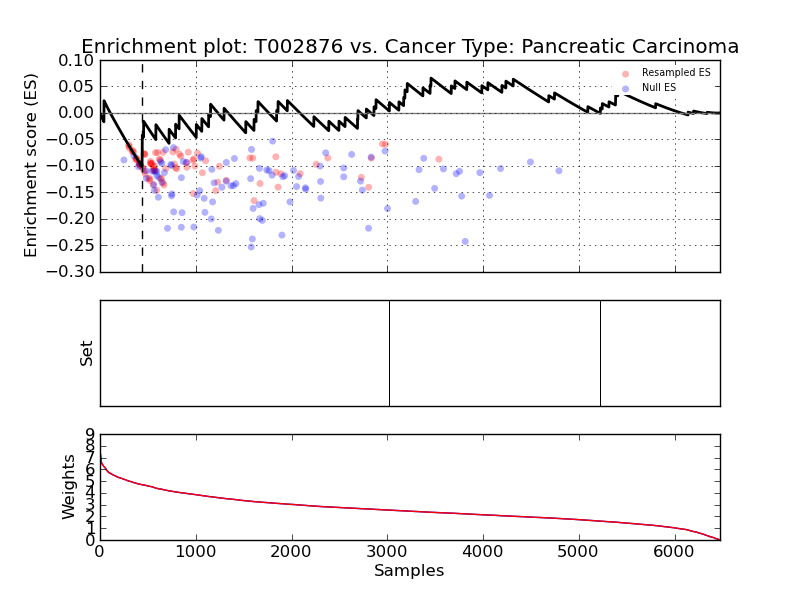 Enrichment plot: T002876 vs. Cancer Type: Pancreatic Carcinoma
Enrichment score (ES)
0.10
0.05
0.00
−0.05
−0.10
−0.15
−0.20
−0.25
−0.30
Resampled ES
Null ES
Set
Weights
9
8
7
6
5
4
3
2
1
0
0 1000 2000 3000 4000 5000 6000
Samples